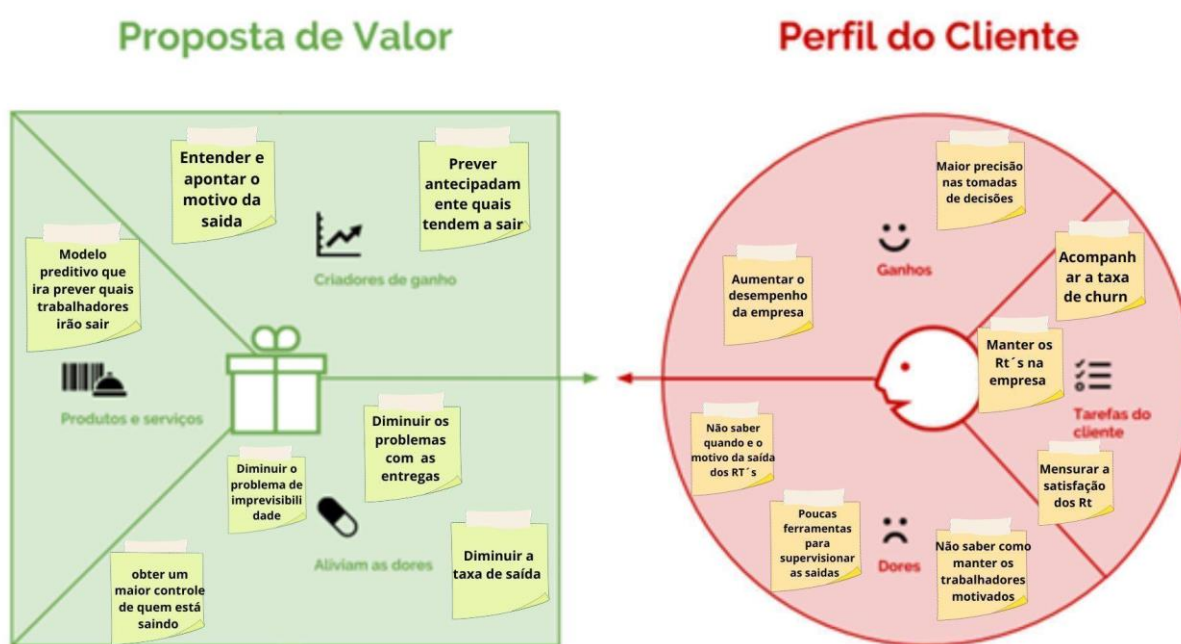 Proposta de Valor
Entender e
apontar o
motivo da
saida
Prever
antecipadam
ente quais
tendem a sair
Criadores de ganho
Modelo
preditivo que
ira prever quais
trabalhadores
irão sair
Produtos e serviços
Diminuir os
problemas
com as
entregas
Diminuir o
problema de
imprevisibili
dade
Aliviam as dores
Diminuir a
taxa de saída
obter um
maior controle
de quem está
saindo
Perfil do Cliente
Maior precisão
nas tomadas
de decisões
Ganhos
Aumentar o
desempenho
da empresa
Acompanh
ar a taxa
de churn
Manter os
Rt´s na
empresa
Tarefas do
cliente
Mensurar a
satisfação
dos Rt
Não saber
quando e o
motivo da saída
dos RT´s
Poucas
ferramentas
para
supervisionar
as saidas
Dores
Não saber como
manter os
trabalhadores
motivados